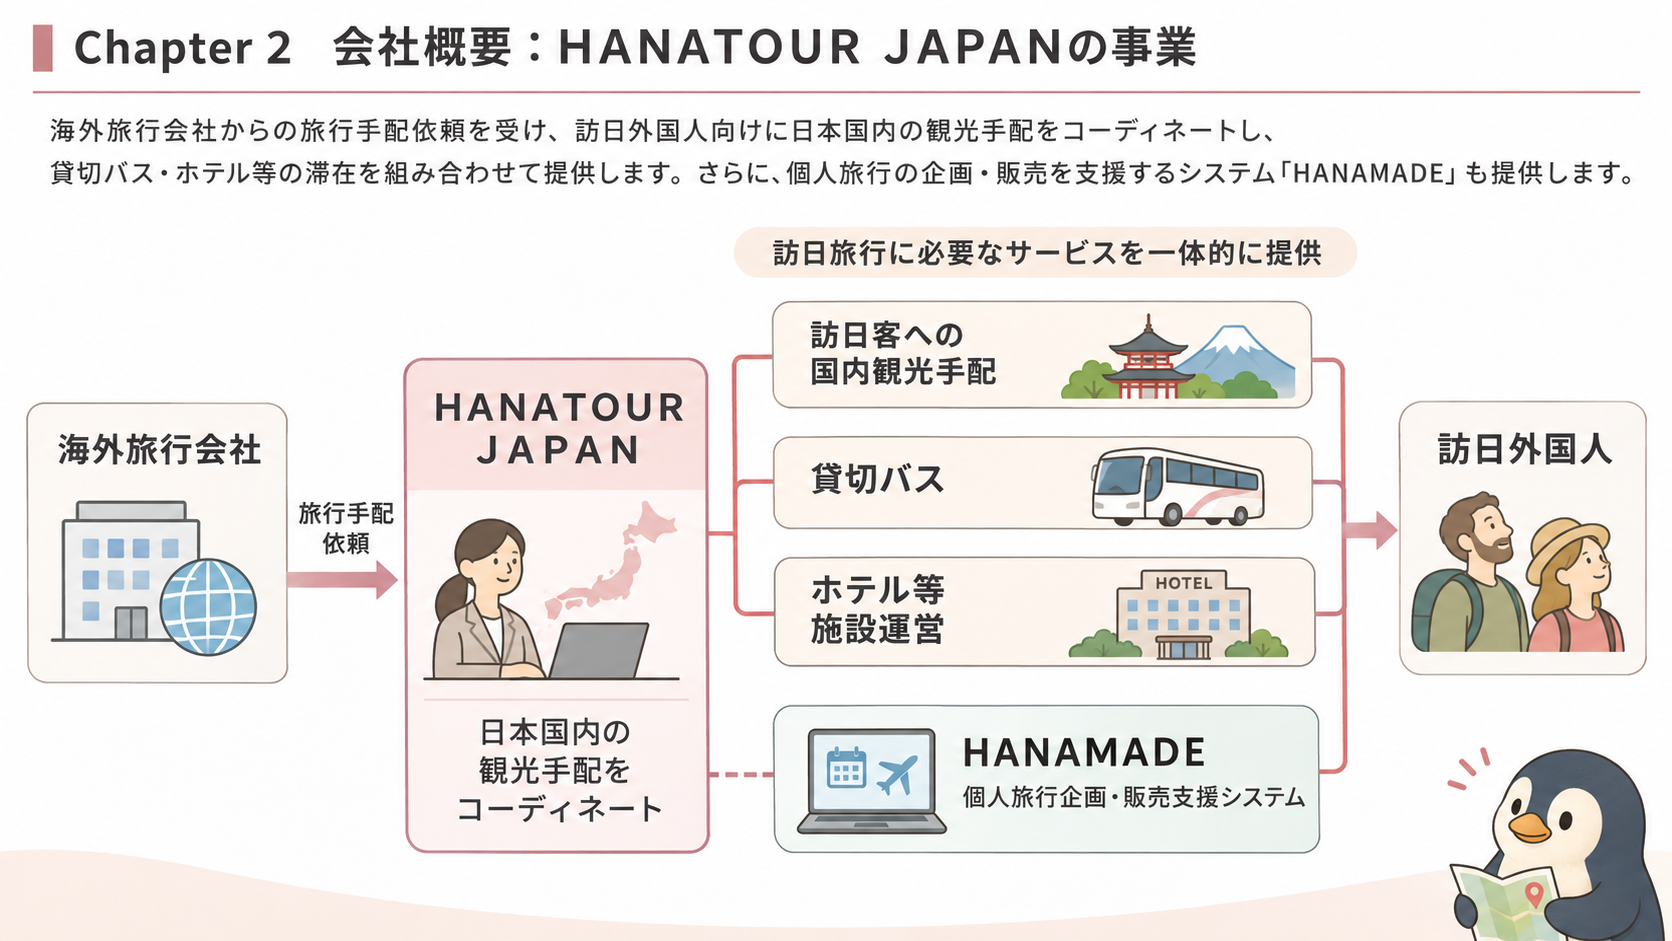 Chapter 2 会社概要：HANATOUR JAPANの事業
海外旅行会社からの旅行手配依頼を受け、訪日外国人向けに日本国内の観光手配をコーディネートし、
貸切バス・ホテル等の滞在を組み合わせて提供します。さらに、個人旅行の企画・販売を支援するシステム「HANAMADE」も提供します。
訪日旅行に必要なサービスを一体的に提供
海外旅行会社
旅行手配
依頼
HANATOUR
JAPAN
日本国内の
観光手配を
コーディネート
訪日客への
国内観光手配
貸切バス
ホテル等
施設運営
HOTEL
HANAMADE
個人旅行企画・販売支援システム
訪日外国人